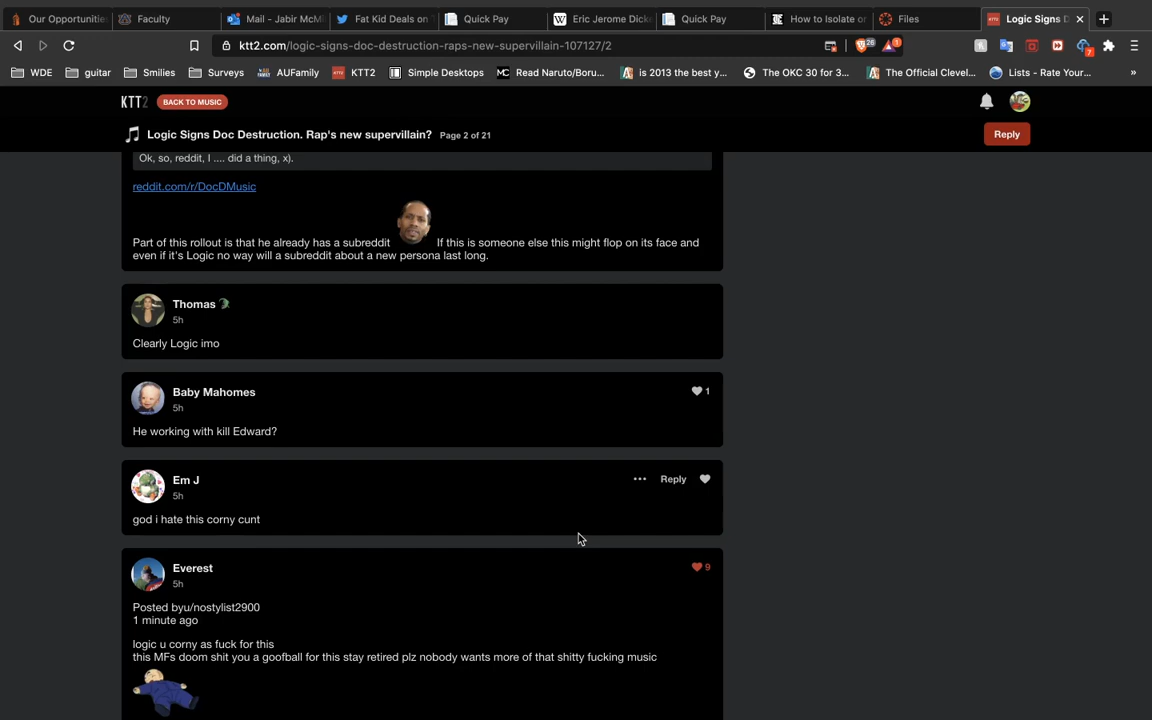 Our Opportunities
Faculty
Mail - Jabir McMi
Fat Kid Deals on
Quick Pay
Eric Jerome Dicke
Quick Pay
How to Isolate or
Files
Logic Signs D
ktt2.com/logic-signs-doc-destruction-raps-new-supervillain-107127/2
26
1
7
WDE
guitar
Smilies
Surveys
AUFamily
KTT2
Simple Desktops
Read Naruto/Boru...
is 2013 the best y...
The OKC 30 for 3...
The Official Clevel...
Lists - Rate Your...
»
KTT2
BACK TO MUSIC
Logic Signs Doc Destruction. Rap's new supervillain? Page 2 of 21
Reply
Ok, so, reddit, I .... did a thing, x).
reddit.com/r/DocDMusic
Part of this rollout is that he already has a subreddit If this is someone else this might flop on its face and
even if it's Logic no way will a subreddit about a new persona last long.
Thomas
5h
Clearly Logic imo
Baby Mahomes
1
5h
He working with kill Edward?
Em J
Reply
5h
god i hate this corny cunt
Everest
9
5h
Posted byu/nostylist2900
1 minute ago
logic u corny as fuck for this
this MFs doom shit you a goofball for this stay retired plz nobody wants more of that shitty fucking music